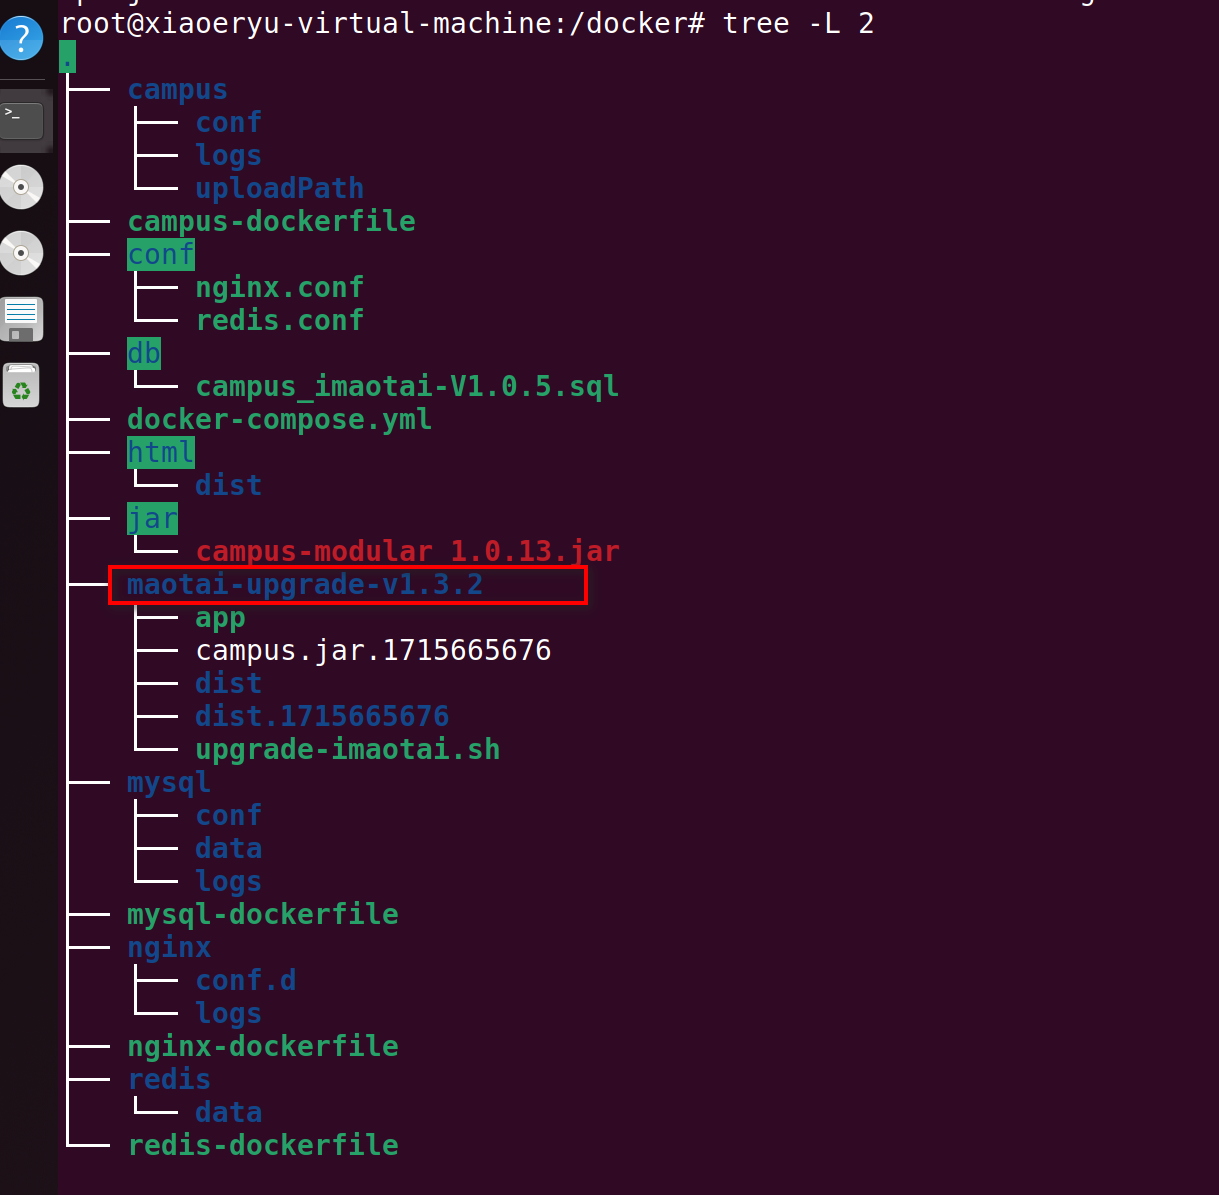 root@xiaoeryu-virtual-machine:/docker# tree -L 2
.
├── campus
│   ├── conf
│   ├── logs
│   └── uploadPath
├── campus-dockerfile
├── conf
│   ├── nginx.conf
│   └── redis.conf
├── db
│   └── campus_imaotai-V1.0.5.sql
├── docker-compose.yml
├── html
│   └── dist
├── jar
│   └── campus-modular_1.0.13.jar
├── maotai-upgrade-v1.3.2
│   ├── app
│   ├── campus.jar.1715665676
│   ├── dist
│   ├── dist.1715665676
│   └── upgrade-imaotai.sh
├── mysql
│   ├── conf
│   ├── data
│   └── logs
├── mysql-dockerfile
├── nginx
│   ├── conf.d
│   └── logs
├── nginx-dockerfile
├── redis
│   └── data
└── redis-dockerfile